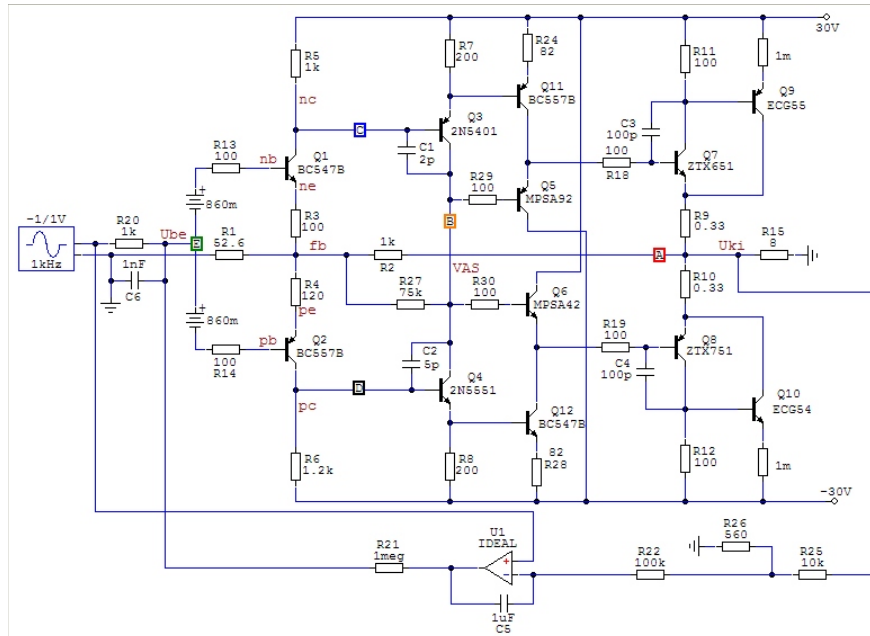 30V
R5
1k
R7
200
R24
82
R11
100
1m
nc
Q11
BC557B
Q9
ECG55
C
Q3
2N5401
C3
100p
C1
2p
R13
100
nb
Q1
BC547B
ne
100
R18
Q7
ZTX651
-1/1V
860m
R29
100
Q5
MPSA92
R20
1k
Ube
E
R3
100
B
R9
0.33
R1
52.6
fb
1k
R2
A
Uki
R15
8
1kHz
1nF
C6
VAS
R4
120
pe
R27
75k
R30
100
Q6
MPSA42
R10
0.33
860m
pb
Q2
BC557B
R19
100
Q8
ZTX751
100
R14
C2
5p
C4
100p
D
Q4
2N5551
Q10
ECG54
pc
Q12
BC547B
R6
1.2k
R8
200
82
R28
R12
100
1m
-30V
U1
IDEAL
R26
560
R21
1meg
R22
100k
R25
10k
1uF
C5